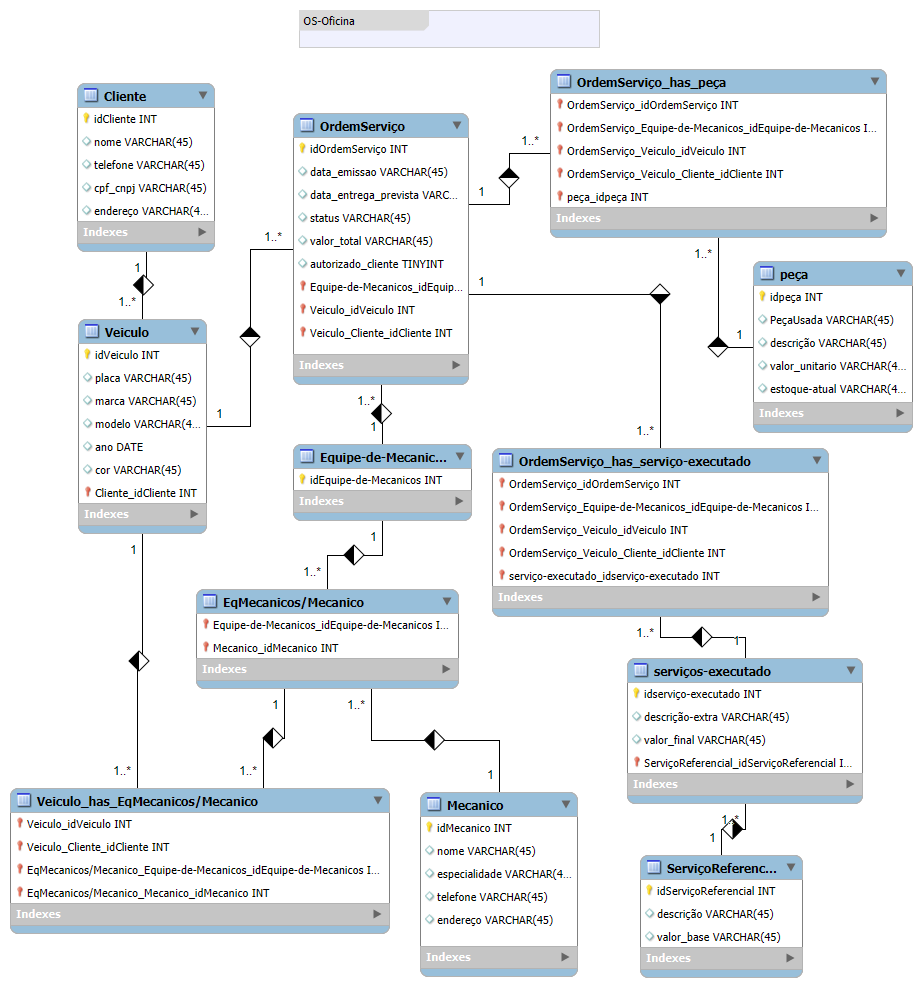 OS-Oficina
Cliente
idCliente INT
nome VARCHAR(45)
telefone VARCHAR(45)
cpf_cnpj VARCHAR(45)
endereço VARCHAR(4...
Indexes
1
1..*
Veiculo
idVeiculo INT
placa VARCHAR(45)
marca VARCHAR(45)
modelo VARCHAR(4...
ano DATE
cor VARCHAR(45)
Cliente_idCliente INT
Indexes
1
1..*
1
1..*
OrdemServiço
idOrdemServiço INT
data_emissao VARCHAR(45)
data_entrega_prevista VARC...
status VARCHAR(45)
valor_total VARCHAR(45)
autorizado_cliente TINYINT
Equipe-de-Mecanicos_idEquip...
Veiculo_idVeiculo INT
Veiculo_Cliente_idCliente INT
Indexes
1
1..*
1
1..*
1..*
1
OrdemServiço_has_peça
OrdemServiço_idOrdemServiço INT
OrdemServiço_Equipe-de-Mecanicos_idEquipe-de-Mecanicos I...
OrdemServiço_Veiculo_idVeiculo INT
OrdemServiço_Veiculo_Cliente_idCliente INT
peça_idpeça INT
Indexes
1..*
1
peça
idpeça INT
PeçaUsada VARCHAR(45)
descrição VARCHAR(45)
valor_unitario VARCHAR(4...
estoque-atual VARCHAR(4...
Indexes
Equipe-de-Mecanic...
idEquipe-de-Mecanicos INT
Indexes
1
1..*
OrdemServiço_has_serviço-executado
OrdemServiço_idOrdemServiço INT
OrdemServiço_Equipe-de-Mecanicos_idEquipe-de-Mecanicos I...
OrdemServiço_Veiculo_idVeiculo INT
OrdemServiço_Veiculo_Cliente_idCliente INT
serviço-executado_idserviço-executado INT
Indexes
1..*
1
EqMecanicos/Mecanico
Equipe-de-Mecanicos_idEquipe-de-Mecanicos I...
Mecanico_idMecanico INT
Indexes
1
1..*
1..*
1
serviços-executado
idserviço-executado INT
descrição-extra VARCHAR(45)
valor_final VARCHAR(45)
ServiçoReferencial_idServiçoReferencial I...
Indexes
1..*
1
Veiculo_has_EqMecanicos/Mecanico
Veiculo_idVeiculo INT
Veiculo_Cliente_idCliente INT
EqMecanicos/Mecanico_Equipe-de-Mecanicos_idEquipe-de-Mecanicos I...
EqMecanicos/Mecanico_Mecanico_idMecanico INT
Indexes
Mecanico
idMecanico INT
nome VARCHAR(45)
especialidade VARCHAR(4...
telefone VARCHAR(45)
endereço VARCHAR(45)
Indexes
ServiçoReferenc...
idServiçoReferencial INT
descrição VARCHAR(45)
valor_base VARCHAR(45)
Indexes